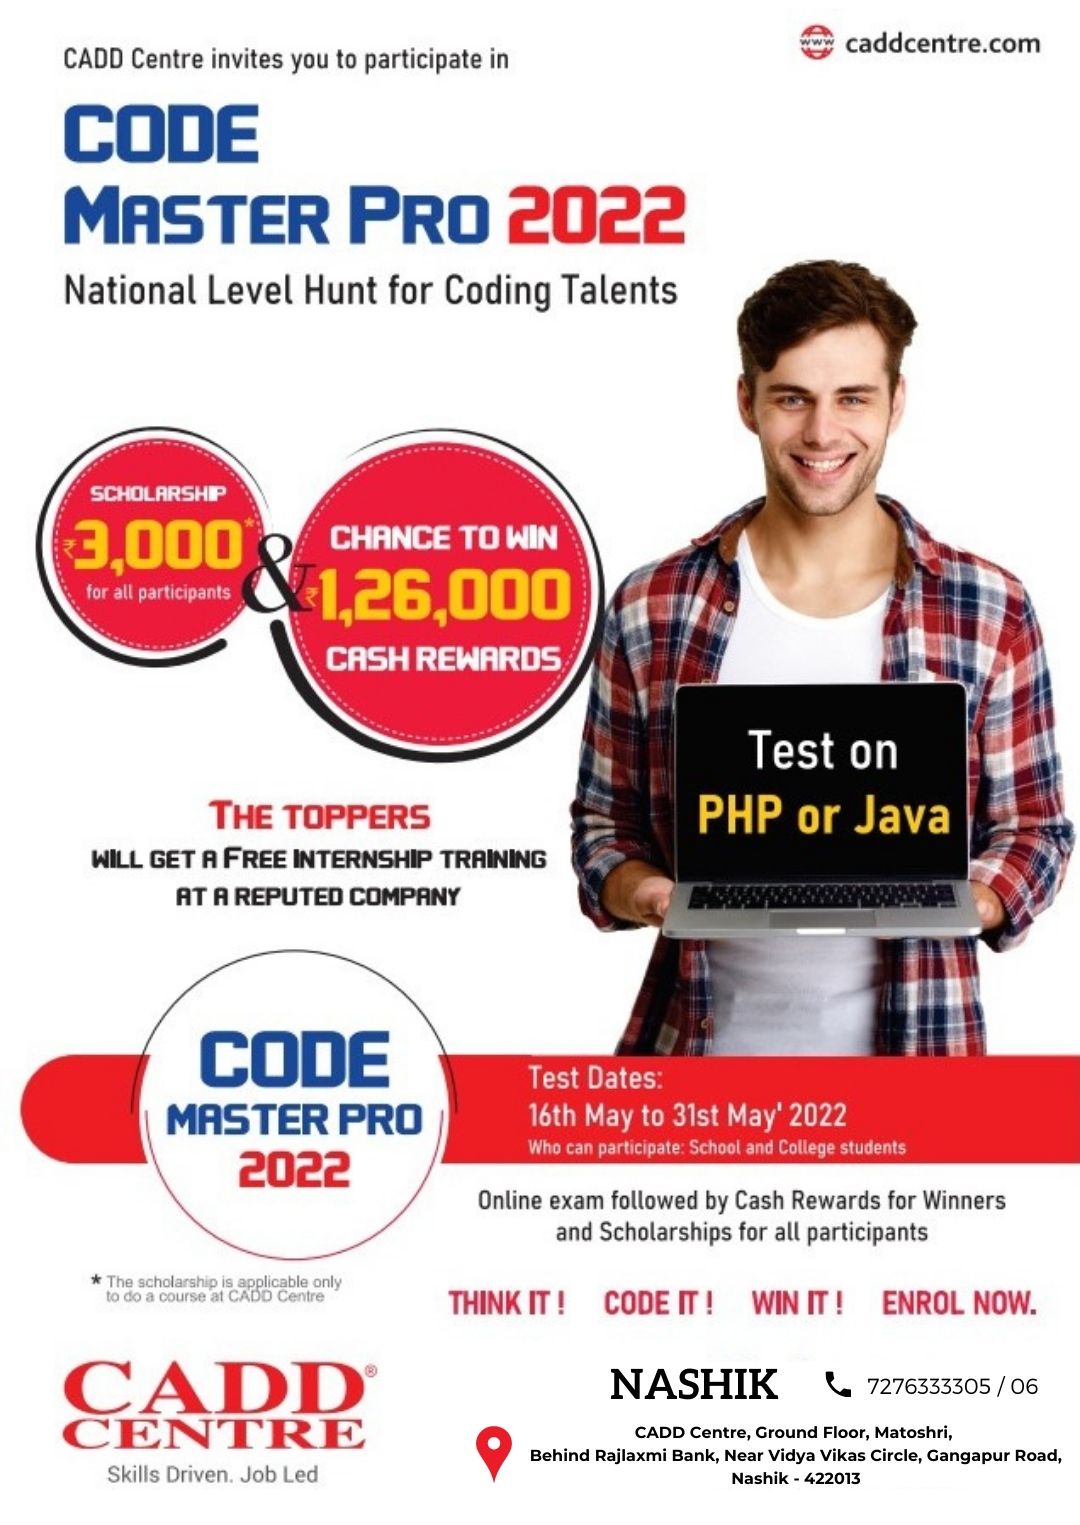 CADD Centre invites you to participate in
www caddcentre.com
CODE
MASTER PRO 2022
National Level Hunt for Coding Talents
SCHOLARSHIP
₹3,000*
for all participants
&
CHANCE TO WIN
₹1,26,000
CASH REWARDS
Test on
PHP or Java
THE TOPPERS
WILL GET A FREE INTERNSHIP TRAINING
AT A REPUTED COMPANY
CODE
MASTER PRO
2022
Test Dates:
16th May to 31st May' 2022
Who can participate: School and College students
Online exam followed by Cash Rewards for Winners
and Scholarships for all participants
* The scholarship is applicable only
to do a course at CADD Centre
THINK IT ! CODE IT ! WIN IT ! ENROL NOW.
CADD®
CENTRE
Skills Driven. Job Led
NASHIK 7276333305 / 06
CADD Centre, Ground Floor, Matoshri,
Behind Rajlaxmi Bank, Near Vidya Vikas Circle, Gangapur Road,
Nashik - 422013